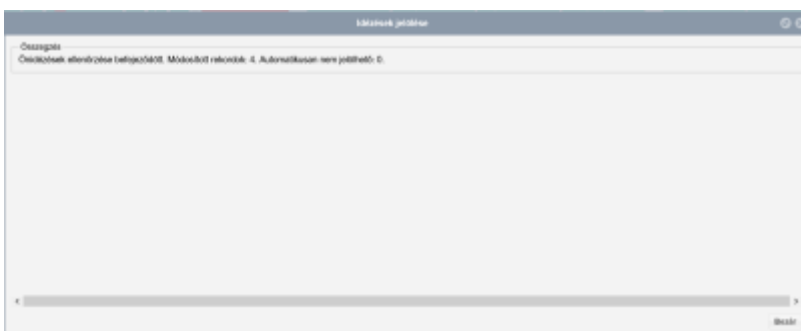 Idézések jelölése
Összegzés
Önidézések ellenőrzése befejeződött. Módosított rekordok: 4. Automatikusan nem jelölhető: 0.
Bezár